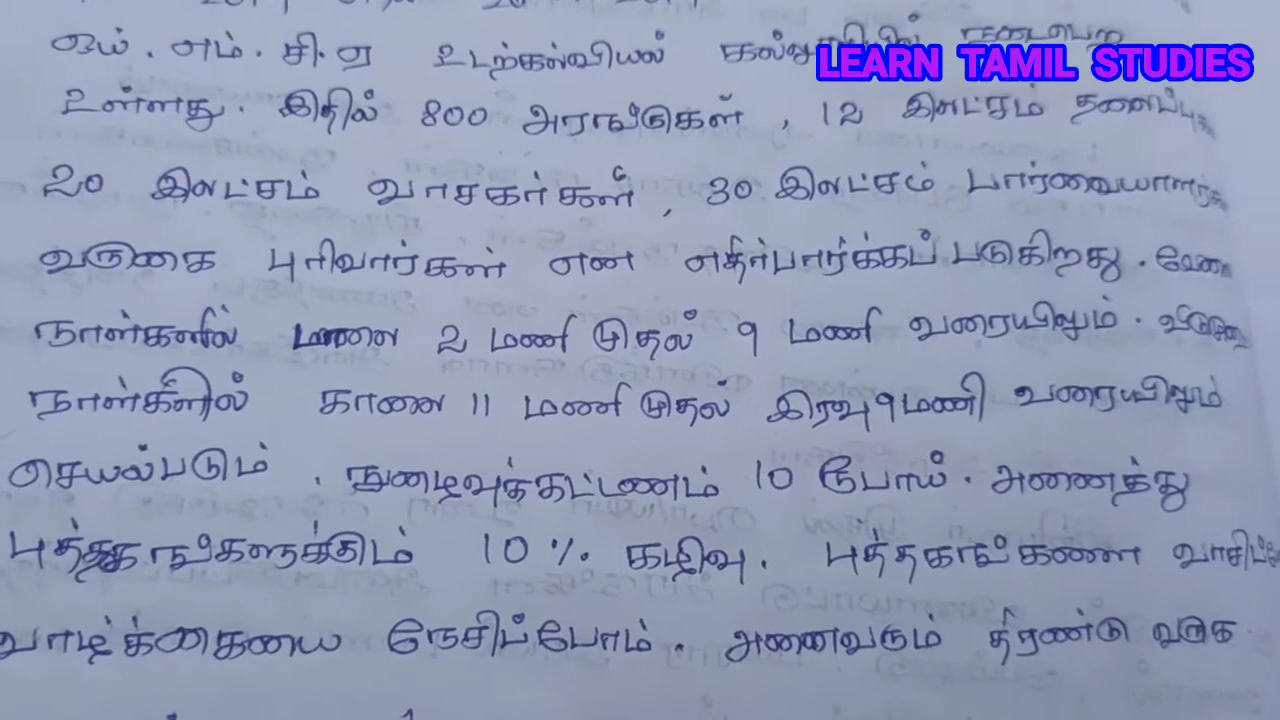 ஒய். எம். சி. ஏ உடற்கல்வியல் நடைபெற
LEARN TAMIL STUDIES
உள்ளது. இதில் 800 அரங்குகள், 12 இலட்சம்
20 இலட்சம் வாசகர்கள், 30 இலட்சம்
வருகை புரிவார்கள் என எதிர்பார்க்கப் படுகிறது.
நாள்களில் மாலை 2 மணி முதல் 9 மணி வரையிலும்.
நாள்களில் காலை 11 மணி முதல் இரவு 9 மணி வரையிலும்
செயல்படும். நுழைவுக்கட்டணம் 10 ரூபாய். அனைத்து
புத்தகங்களுக்கும் 10% கழிவு. புத்தகங்களை
வாழ்க்கையை நேசிப்போம். அனைவரும் திரண்டு வருக